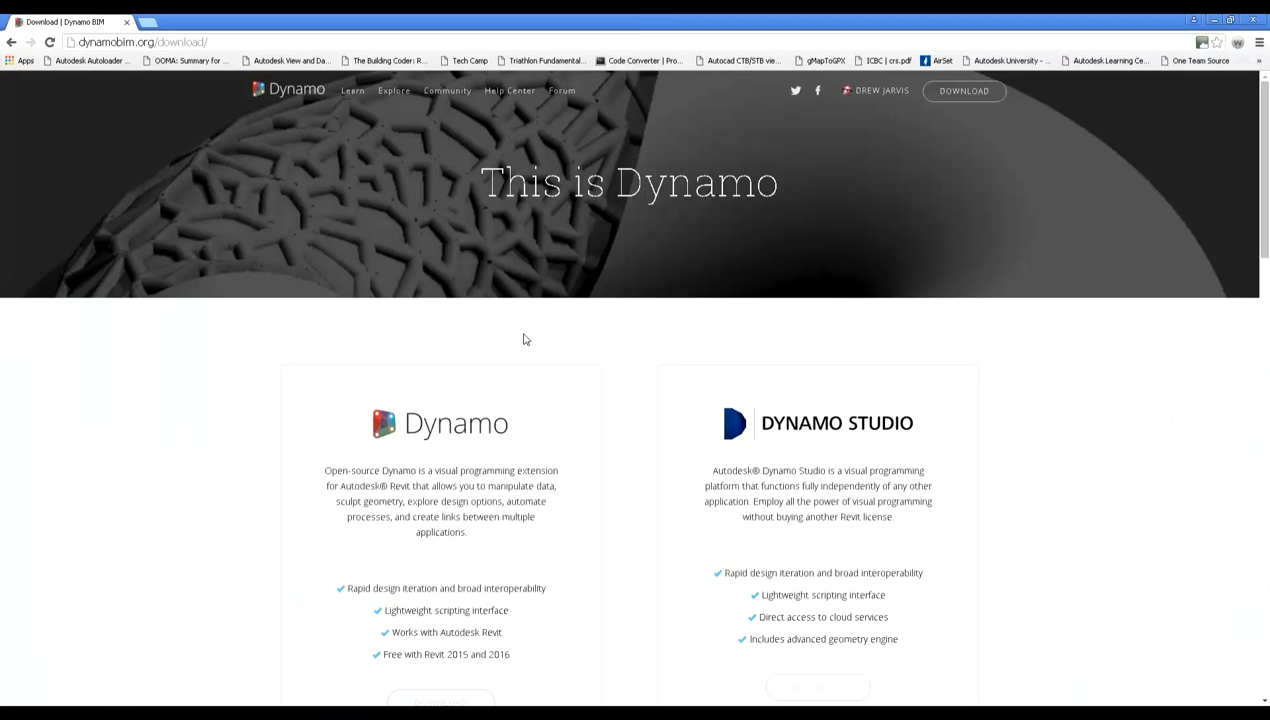 Download | Dynamo BIM
dynamobim.org/download/
Apps Autodesk Autoloader ... OOMA: Summary for ... Autodesk View and Da... The Building Coder: R... Tech Camp Triathlon Fundamental... Code Converter | Pro... Autocad CTB/STB vie... gMapToGPX ICBC | crs.pdf AirSet Autodesk University - ... Autodesk Learning Ce... One Team Source
Dynamo Learn Explore Community Help Center Forum DREW JARVIS DOWNLOAD
This is Dynamo
Dynamo
Open-source Dynamo is a visual programming extension
for Autodesk® Revit that allows you to manipulate data,
sculpt geometry, explore design options, automate
processes, and create links between multiple
applications.
Rapid design iteration and broad interoperability
Lightweight scripting interface
Works with Autodesk Revit
Free with Revit 2015 and 2016
DYNAMO STUDIO
Autodesk® Dynamo Studio is a visual programming
platform that functions fully independently of any other
application. Employ all the power of visual programming
without buying another Revit license.
Rapid design iteration and broad interoperability
Lightweight scripting interface
Direct access to cloud services
Includes advanced geometry engine